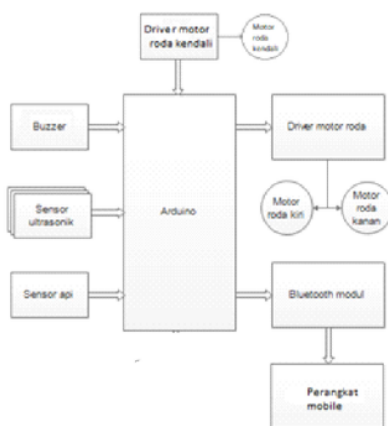 Driver motor
roda kendali
Motor
roda
kendali
Buzzer
Driver motor roda
Sensor
ultrasonik
Arduino
Motor
roda kiri
Motor
roda
kanan
Sensor api
Bluetooth modul
Perangkat
mobile